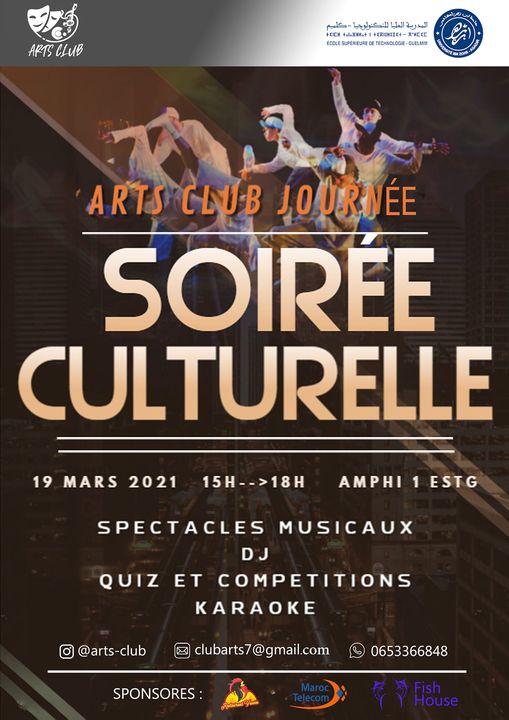 ARTS CLUB
المدرسة العليا للتكنولوجيا - كلميم
ECOLE SUPERIEURE DE TECHNOLOGIE - GUELMIM
ARTS CLUB JOURNÉE
SOIRÉE
CULTURELLE
19 MARS 2021 15H-->18H AMPHI 1 ESTG
SPECTACLES MUSICAUX
DJ
QUIZ ET COMPETITIONS
KARAOKE
@arts-club clubarts7@gmail.com 0653366848
SPONSORES : Maroc Telecom Fish House